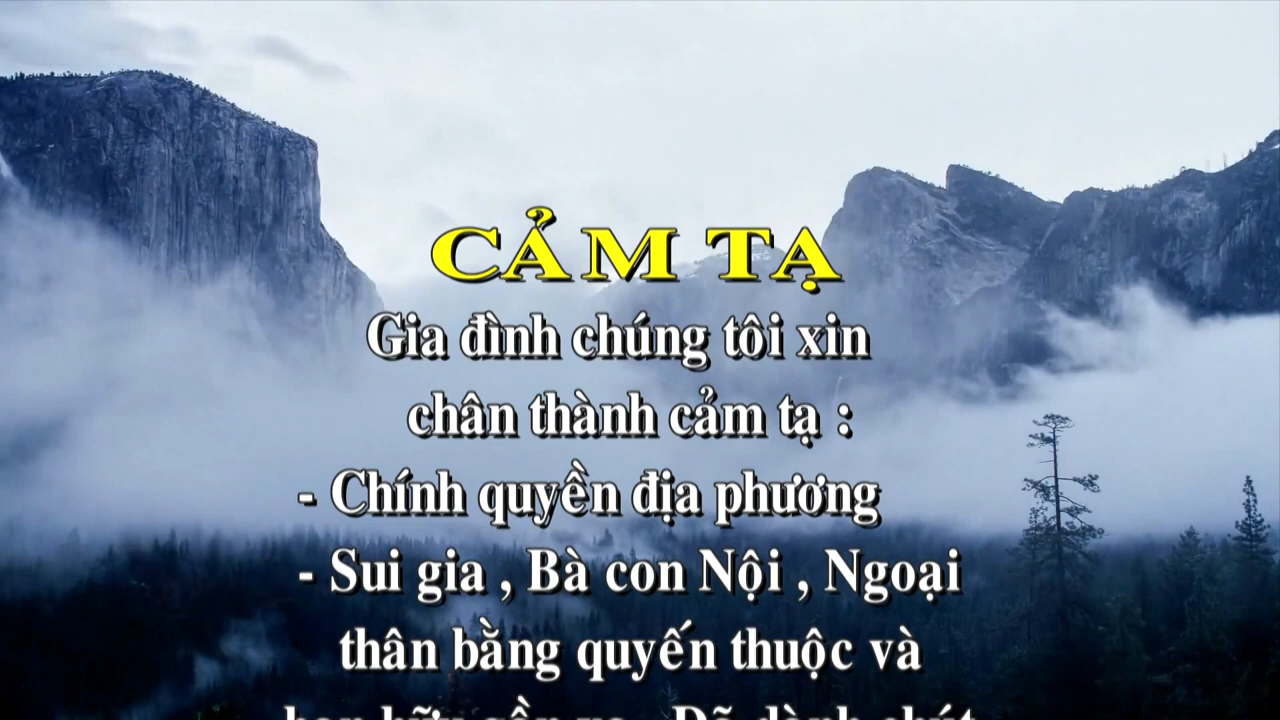 CẢM TẠ
Gia đình chúng tôi xin
chân thành cảm tạ :
- Chính quyền địa phương
- Sui gia , Bà con Nội , Ngoại
thân bằng quyến thuộc và